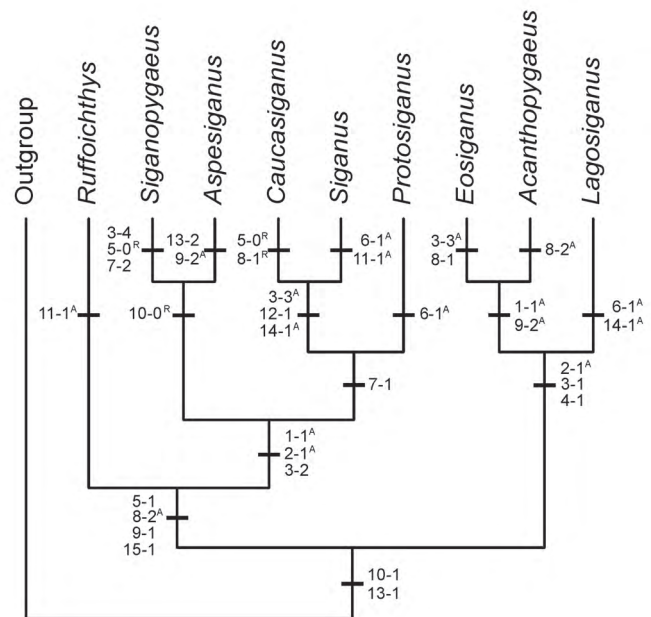 Outgroup
Ruffoichthys
Siganopygaeus
Aspesiganus
Caucasiganus
Siganus
Protosiganus
Eosiganus
Acanthopygaeus
Lagosiganus
3-4
5-0ᴿ
7-2
13-2
9-2ᴬ
5-0ᴿ
8-1ᴿ
6-1ᴬ
11-1ᴬ
3-3ᴬ
8-1
8-2ᴬ
11-1ᴬ
10-0ᴿ
3-3ᴬ
12-1
14-1ᴬ
6-1ᴬ
1-1ᴬ
9-2ᴬ
6-1ᴬ
14-1ᴬ
7-1
2-1ᴬ
3-1
4-1
1-1ᴬ
2-1ᴬ
3-2
5-1
8-2ᴬ
9-1
15-1
10-1
13-1